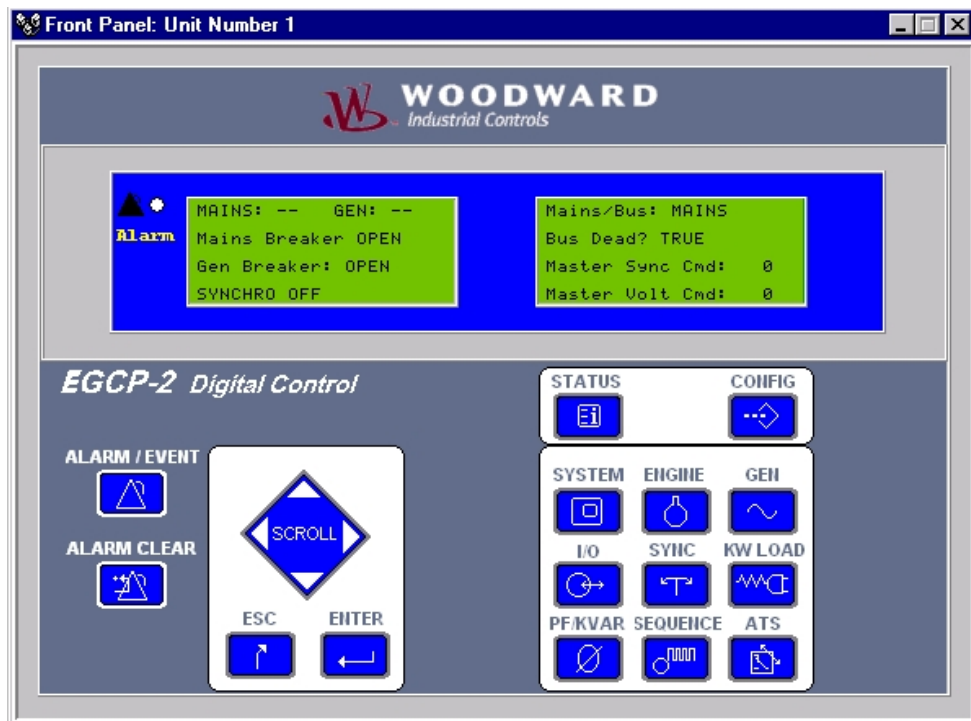 Front Panel: Unit Number 1
WOODWARD
Industrial Controls
Alarm
MAINS: -- GEN: --
Mains Breaker OPEN
Gen Breaker: OPEN
SYNCHRO OFF
Mains/Bus: MAINS
Bus Dead? TRUE
Master Sync Cmd: 0
Master Volt Cmd: 0
EGCP-2 Digital Control
STATUS
CONFIG
ALARM / EVENT
ALARM CLEAR
SCROLL
ESC
ENTER
SYSTEM
ENGINE
GEN
I/O
SYNC
KW LOAD
PF/KVAR
SEQUENCE
ATS